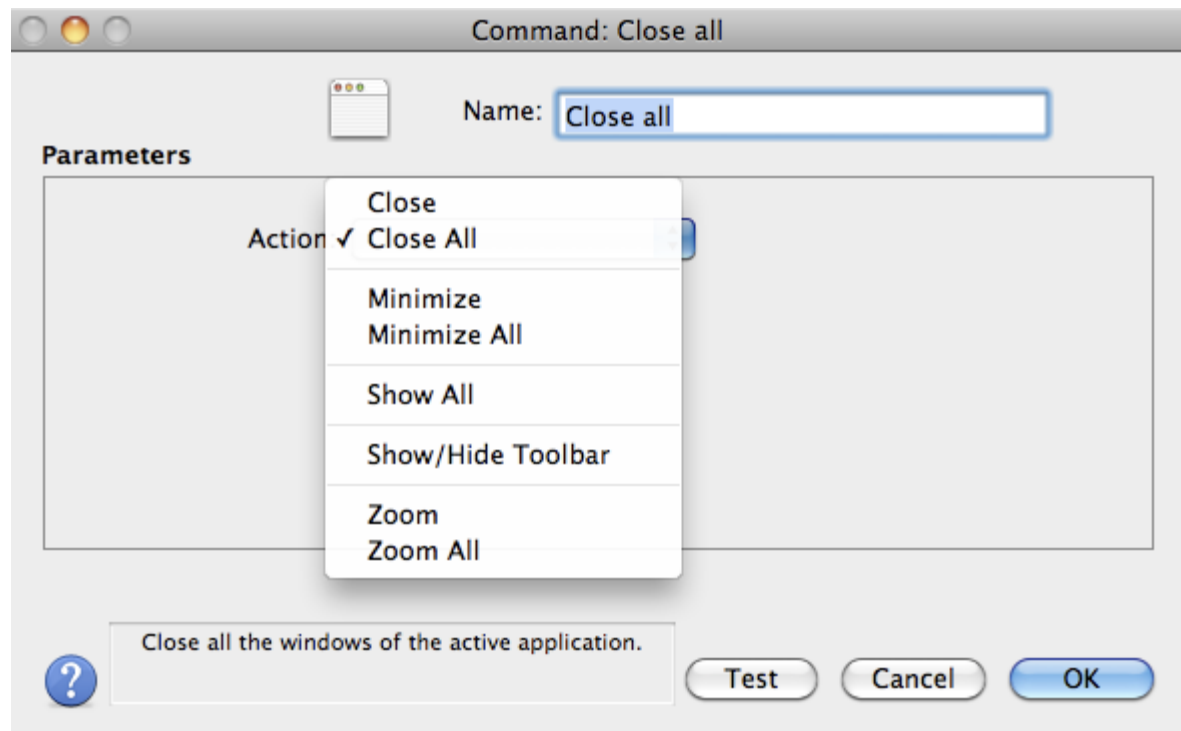 Command: Close all
Name: Close all
Parameters
Close
Action ✓ Close All
Minimize
Minimize All
Show All
Show/Hide Toolbar
Zoom
Zoom All
Close all the windows of the active application.
? Test Cancel OK